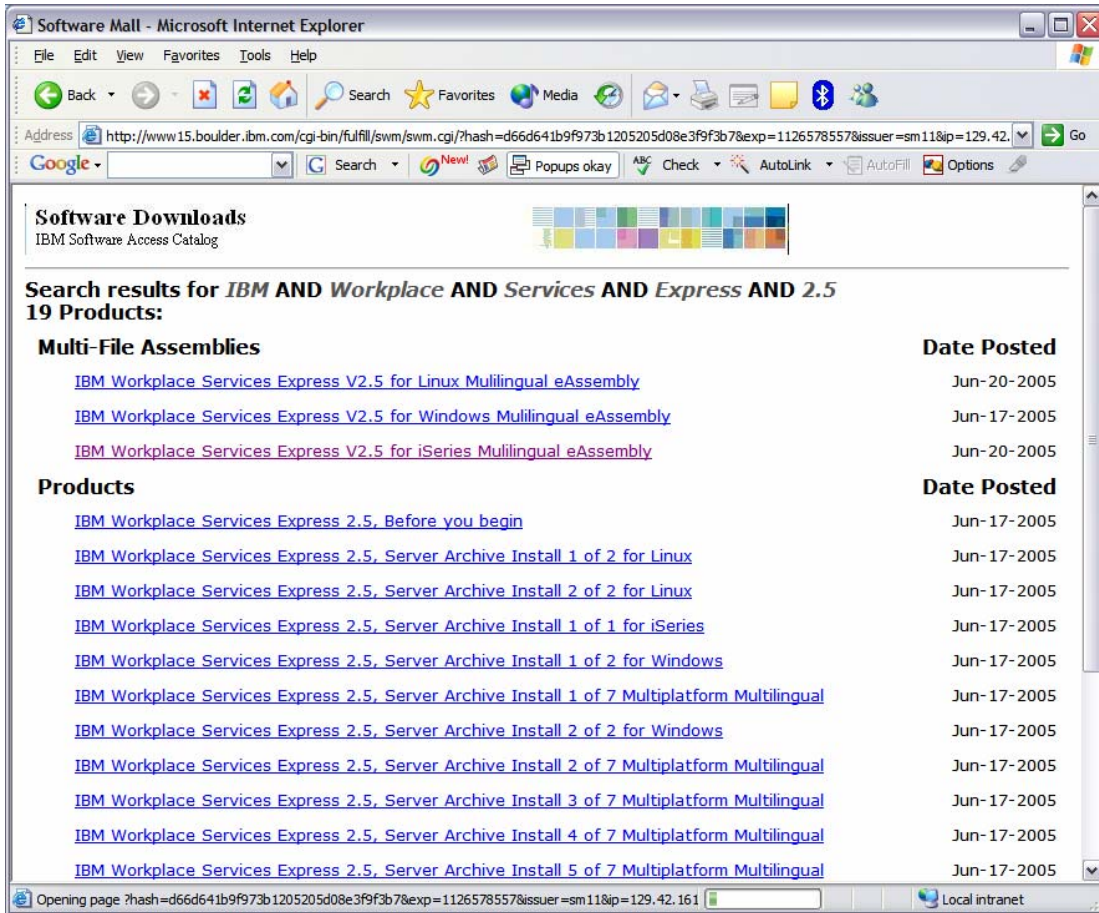 Software Mall - Microsoft Internet Explorer
File Edit View Favorites Tools Help
Back Search Favorites Media
Address http://www15.boulder.ibm.com/cgi-bin/fulfill/swm/swm.cgi/?hash=d66d641b9f973b1205205d08e3f9f3b7&exp=1126578557&issuer=sm11&ip=129.42. Go
Google G Search New! Popups okay ABC Check AutoLink AutoFill Options
Software Downloads
IBM Software Access Catalog
Search results for IBM AND Workplace AND Services AND Express AND 2.5
19 Products:
Multi-File Assemblies Date Posted
IBM Workplace Services Express V2.5 for Linux Mulilingual eAssembly Jun-20-2005
IBM Workplace Services Express V2.5 for Windows Mulilingual eAssembly Jun-17-2005
IBM Workplace Services Express V2.5 for iSeries Mulilingual eAssembly Jun-20-2005
Products Date Posted
IBM Workplace Services Express 2.5, Before you begin Jun-17-2005
IBM Workplace Services Express 2.5, Server Archive Install 1 of 2 for Linux Jun-17-2005
IBM Workplace Services Express 2.5, Server Archive Install 2 of 2 for Linux Jun-17-2005
IBM Workplace Services Express 2.5, Server Archive Install 1 of 1 for iSeries Jun-17-2005
IBM Workplace Services Express 2.5, Server Archive Install 1 of 2 for Windows Jun-17-2005
IBM Workplace Services Express 2.5, Server Archive Install 1 of 7 Multiplatform Multilingual Jun-17-2005
IBM Workplace Services Express 2.5, Server Archive Install 2 of 2 for Windows Jun-17-2005
IBM Workplace Services Express 2.5, Server Archive Install 2 of 7 Multiplatform Multilingual Jun-17-2005
IBM Workplace Services Express 2.5, Server Archive Install 3 of 7 Multiplatform Multilingual Jun-17-2005
IBM Workplace Services Express 2.5, Server Archive Install 4 of 7 Multiplatform Multilingual Jun-17-2005
IBM Workplace Services Express 2.5, Server Archive Install 5 of 7 Multiplatform Multilingual Jun-17-2005
Opening page ?hash=d66d641b9f973b1205205d08e3f9f3b7&exp=1126578557&issuer=sm11&ip=129.42.161 Local intranet